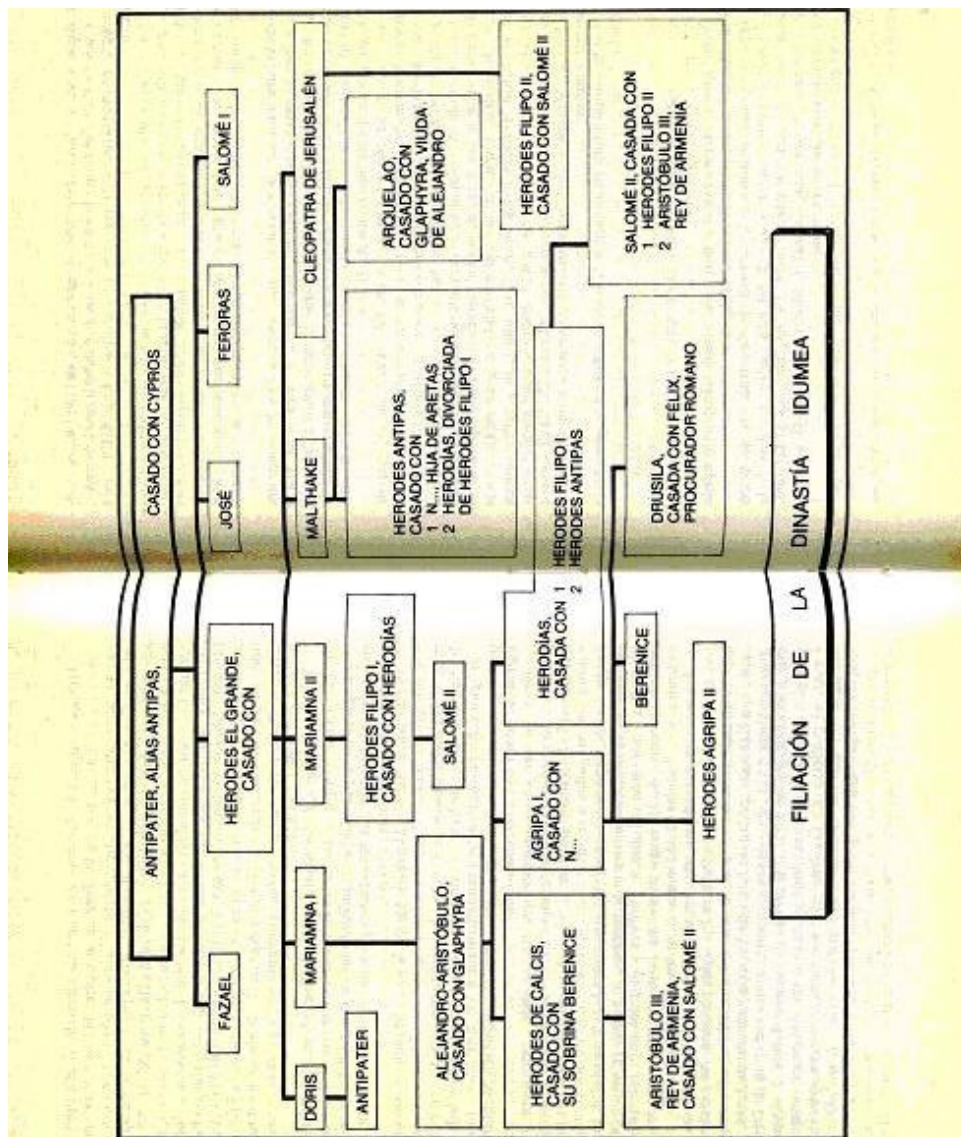 ANTIPATER, ALIAS ANTIPAS,
CASADO CON CYPROS
FAZAEL
HERODES EL GRANDE,
CASADO CON
JOSÉ
FERORAS
SALOMÉ I
DORIS
MARIAMNA I
MARIAMNA II
MALTHAKE
CLEOPATRA DE JERUSALÉN
ANTIPATER
ALEJANDRO-ARISTÓBULO,
CASADO CON GLAPHYRA
HERODES FILIPO I,
CASADO CON HERODÍAS
SALOMÉ II
HERODES ANTIPAS,
CASADO CON
1 N... HIJA DE ARETAS
2 HERODÍAS, DIVORCIADA
DE HERODES FILIPO I
ARQUELAO,
CASADO CON
GLAPHYRA, VIUDA
DE ALEJANDRO
HERODES FILIPO II,
CASADO CON SALOMÉ II
HERODES DE CALCIS,
CASADO CON
SU SOBRINA BERENICE
AGRIPA I,
CASADO CON
N...
HERODÍAS,
CASADA CON 1 HERODES FILIPO I
2 HERODES ANTIPAS
SALOMÉ II, CASADA CON
1 HERODES FILIPO II
2 ARISTÓBULO III,
REY DE ARMENIA
ARISTÓBULO III,
REY DE ARMENIA,
CASADO CON SALOMÉ II
HERODES AGRIPA II
BERENICE
DRUSILA,
CASADA CON FÉLIX,
PROCURADOR ROMANO
FILIACIÓN DE LA DINASTÍA IDUMEA